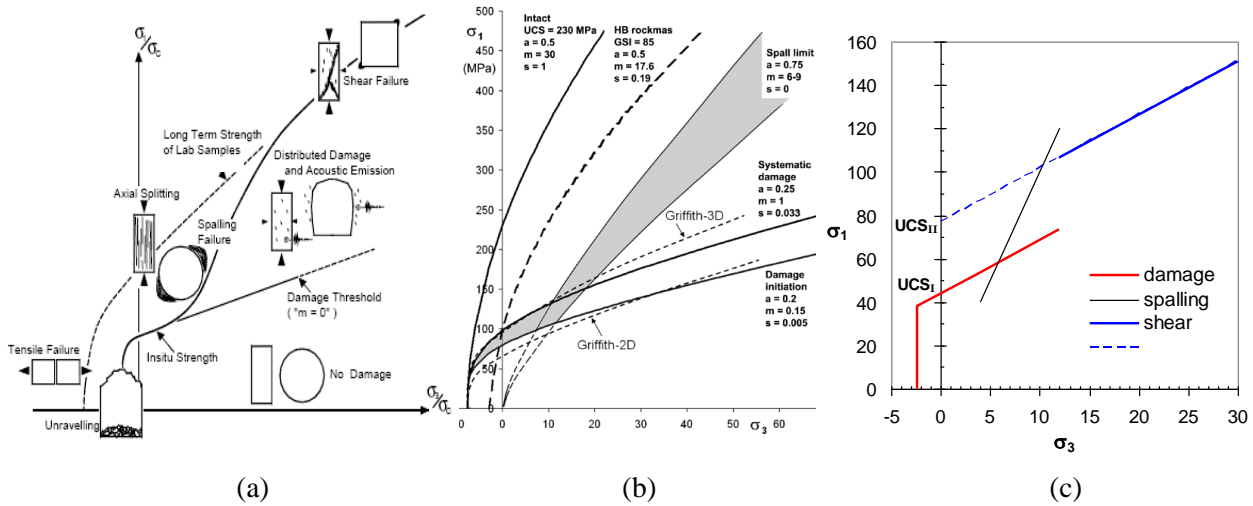 σ₁/σc
Shear Failure
Long Term Strength
of Lab Samples
Distributed Damage
and Acoustic Emission
Axial Splitting
Spalling
Failure
Damage Threshold
( "m = 0" )
Insitu Strength
Tensile Failure
No Damage
Unravelling
σ₃/σc
(a)
500
450
400
350
300
250
200
150
100
50
0
σ₁
(MPa)
Intact
UCS = 230 MPa
a = 0.5
m = 30
s = 1
HB rockmas
GSI = 85
a = 0.5
m = 17.6
s = 0.19
Spall limit
a = 0.75
m = 6-9
s = 0
Systematic
damage
a = 0.25
m = 1
s = 0.033
Griffith-3D
Damage
initiation
a = 0.2
m = 0.15
s = 0.005
Griffith-2D
0 10 20 30 40 50 60
σ₃
(b)
160
140
120
100
80
60
40
20
0
σ₁
UCS_II
UCS_I
damage
spalling
shear
-5 0 5 10 15 20 25 30
σ₃
(c)